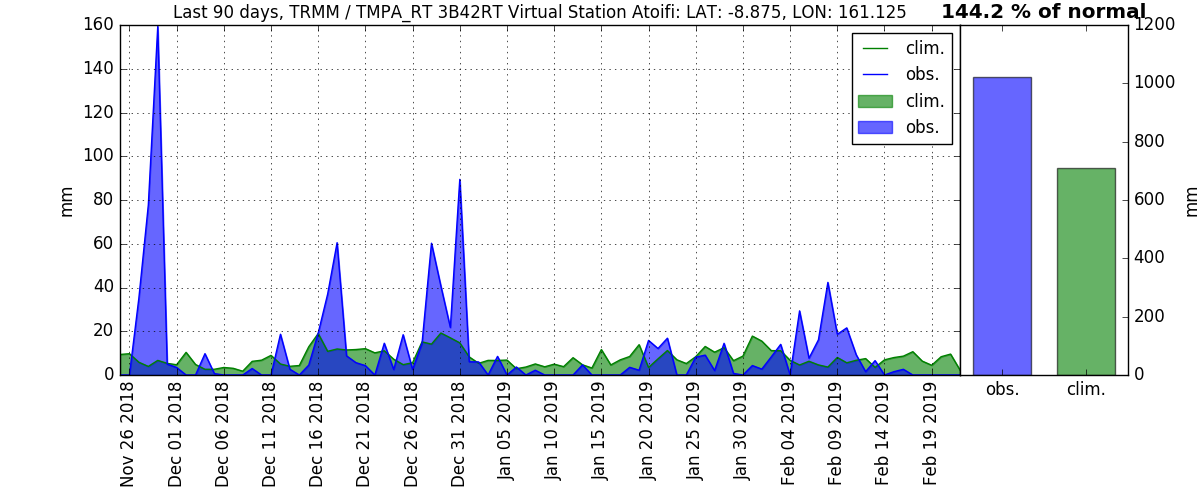 Last 90 days, TRMM / TMPA_RT 3B42RT Virtual Station Atoifi: LAT: -8.875, LON: 161.125
144.2 % of normal
160
140
120
100
80
60
40
20
0
mm
clim.
obs.
clim.
obs.
Nov 26 2018
Dec 01 2018
Dec 06 2018
Dec 11 2018
Dec 16 2018
Dec 21 2018
Dec 26 2018
Dec 31 2018
Jan 05 2019
Jan 10 2019
Jan 15 2019
Jan 20 2019
Jan 25 2019
Jan 30 2019
Feb 04 2019
Feb 09 2019
Feb 14 2019
Feb 19 2019
1200
1000
800
600
400
200
0
mm
obs.
clim.